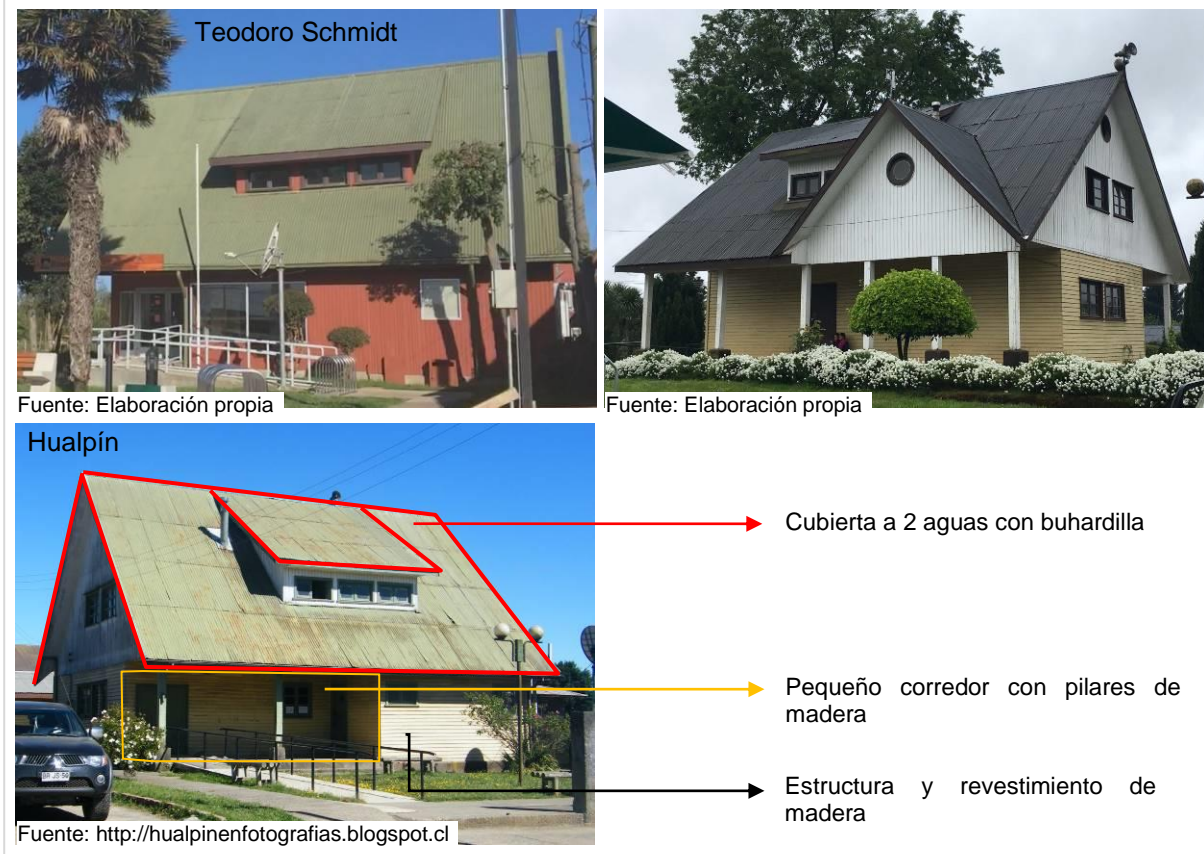 Teodoro Schmidt
Fuente: Elaboración propia
Fuente: Elaboración propia
Hualpín
Cubierta a 2 aguas con buhardilla
Pequeño corredor con pilares de
madera
Estructura y revestimiento de
madera
Fuente: http://hualpinenfotografias.blogspot.cl